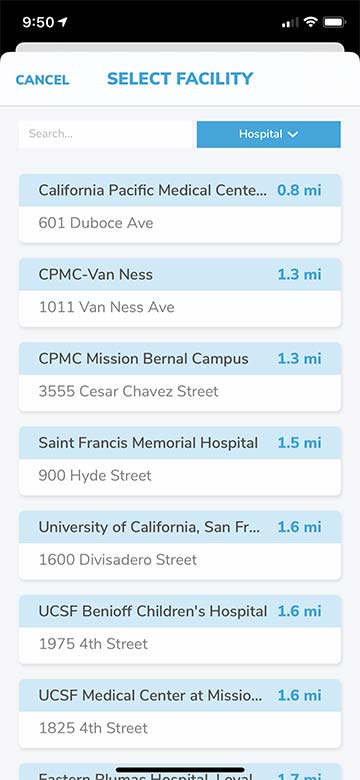 9:50
CANCEL SELECT FACILITY
Search... Hospital
California Pacific Medical Cente... 0.8 mi
601 Duboce Ave
CPMC-Van Ness 1.3 mi
1011 Van Ness Ave
CPMC Mission Bernal Campus 1.3 mi
3555 Cesar Chavez Street
Saint Francis Memorial Hospital 1.5 mi
900 Hyde Street
University of California, San Fr... 1.6 mi
1600 Divisadero Street
UCSF Benioff Children's Hospital 1.6 mi
1975 4th Street
UCSF Medical Center at Missio... 1.6 mi
1825 4th Street
Eastern Plumas Hospital, Loyal 1.7 mi